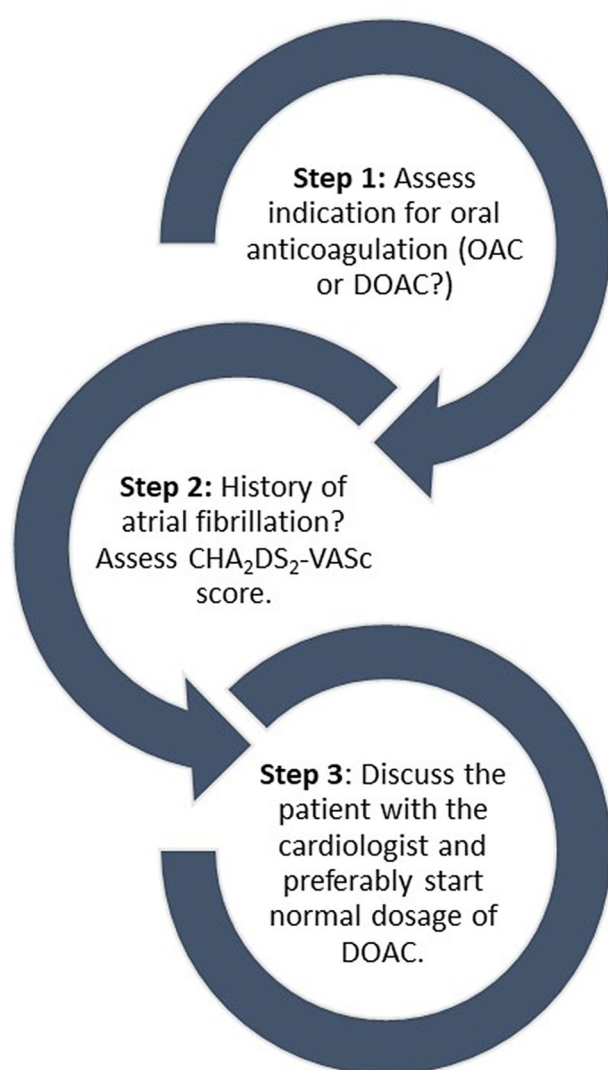 Step 1: Assess
indication for oral
anticoagulation (OAC
or DOAC?)
Step 2: History of
atrial fibrillation?
Assess CHA₂DS₂-VASc
score.
Step 3: Discuss the
patient with the
cardiologist and
preferably start
normal dosage of
DOAC.